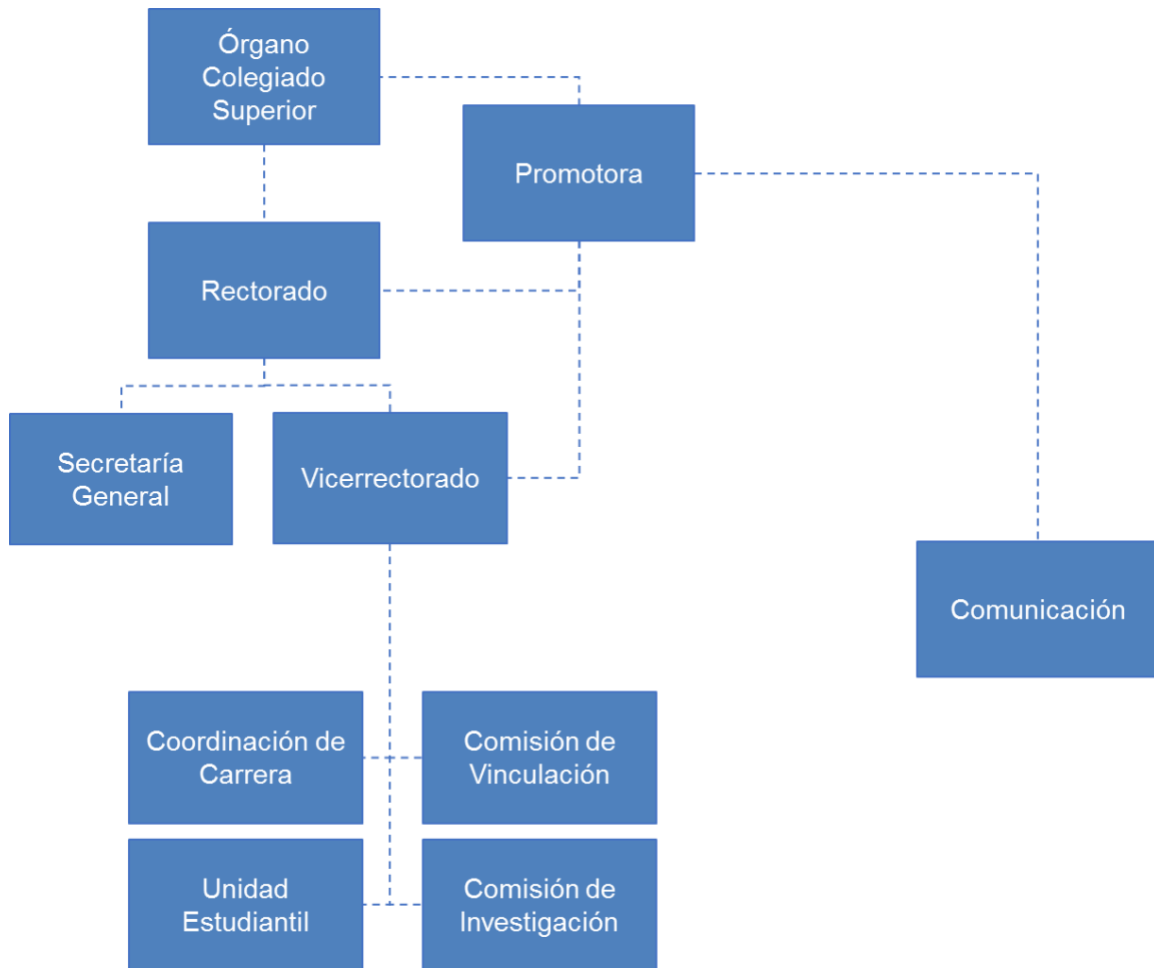 Órgano
Colegiado
Superior
Promotora
Rectorado
Secretaría
General
Vicerrectorado
Comunicación
Coordinación de
Carrera
Comisión de
Vinculación
Unidad
Estudiantil
Comisión de
Investigación